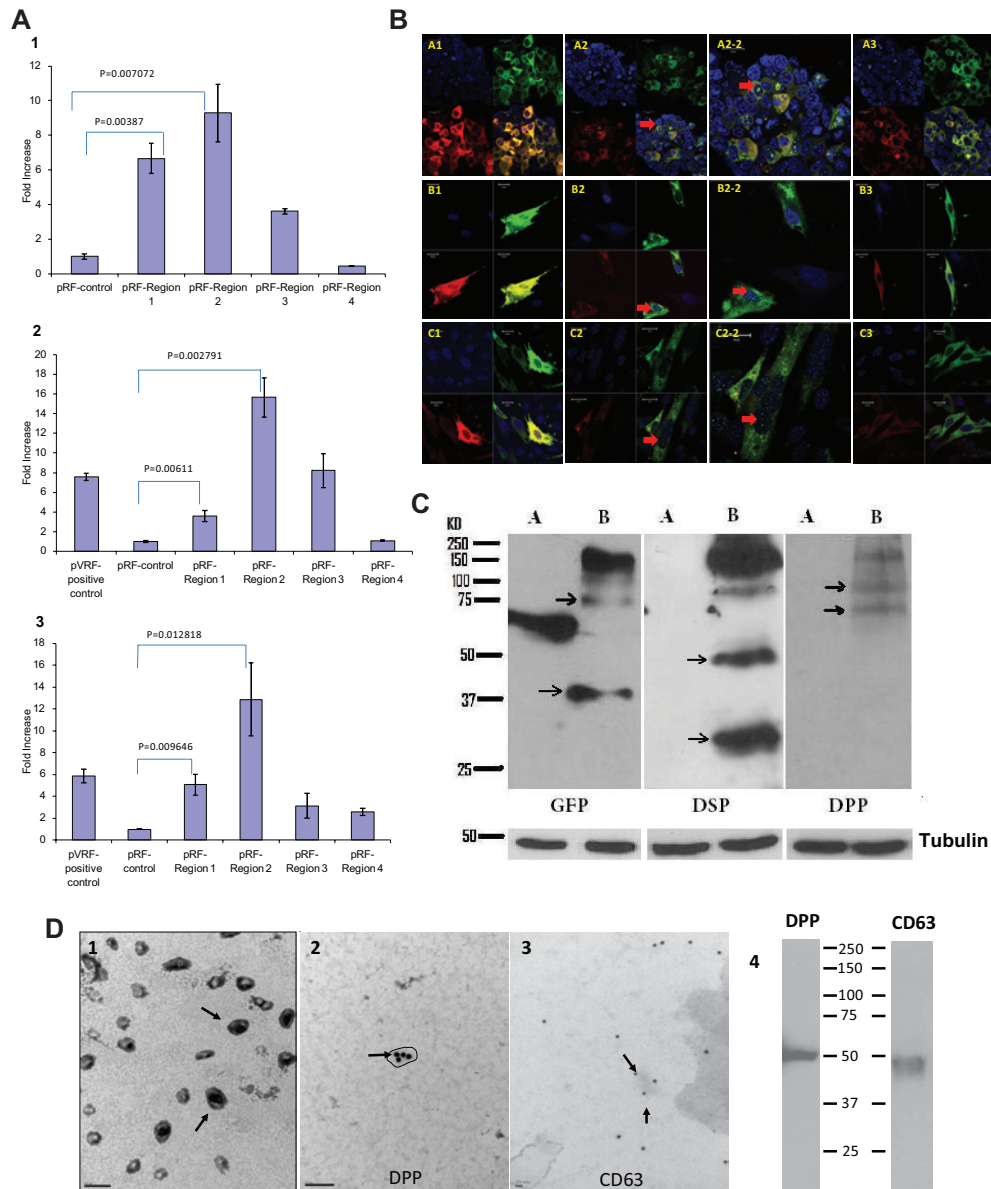 A
1
P=0.007072
P=0.00387
Fold Increase
12
10
8
6
4
2
0
pRF-control
pRF-Region 1
pRF-Region 2
pRF-Region 3
pRF-Region 4
2
P=0.002791
P=0.00611
Fold Increase
20
18
16
14
12
10
8
6
4
2
0
pVRF-positive control
pRF-control
pRF-Region 1
pRF-Region 2
pRF-Region 3
pRF-Region 4
3
P=0.012818
P=0.009646
Fold Increase
18
16
14
12
10
8
6
4
2
0
pVRF-positive control
pRF-control
pRF-Region 1
pRF-Region 2
pRF-Region 3
pRF-Region 4
B
A1
A2
A2-2
A3
B1
B2
B2-2
B3
C1
C2
C2-2
C3
C
KD
A
B
A
B
A
B
250
150
100
75
50
37
25
GFP
DSP
DPP
50
Tubulin
D
1
2
DPP
3
CD63
4
DPP
CD63
250
150
100
75
50
37
25